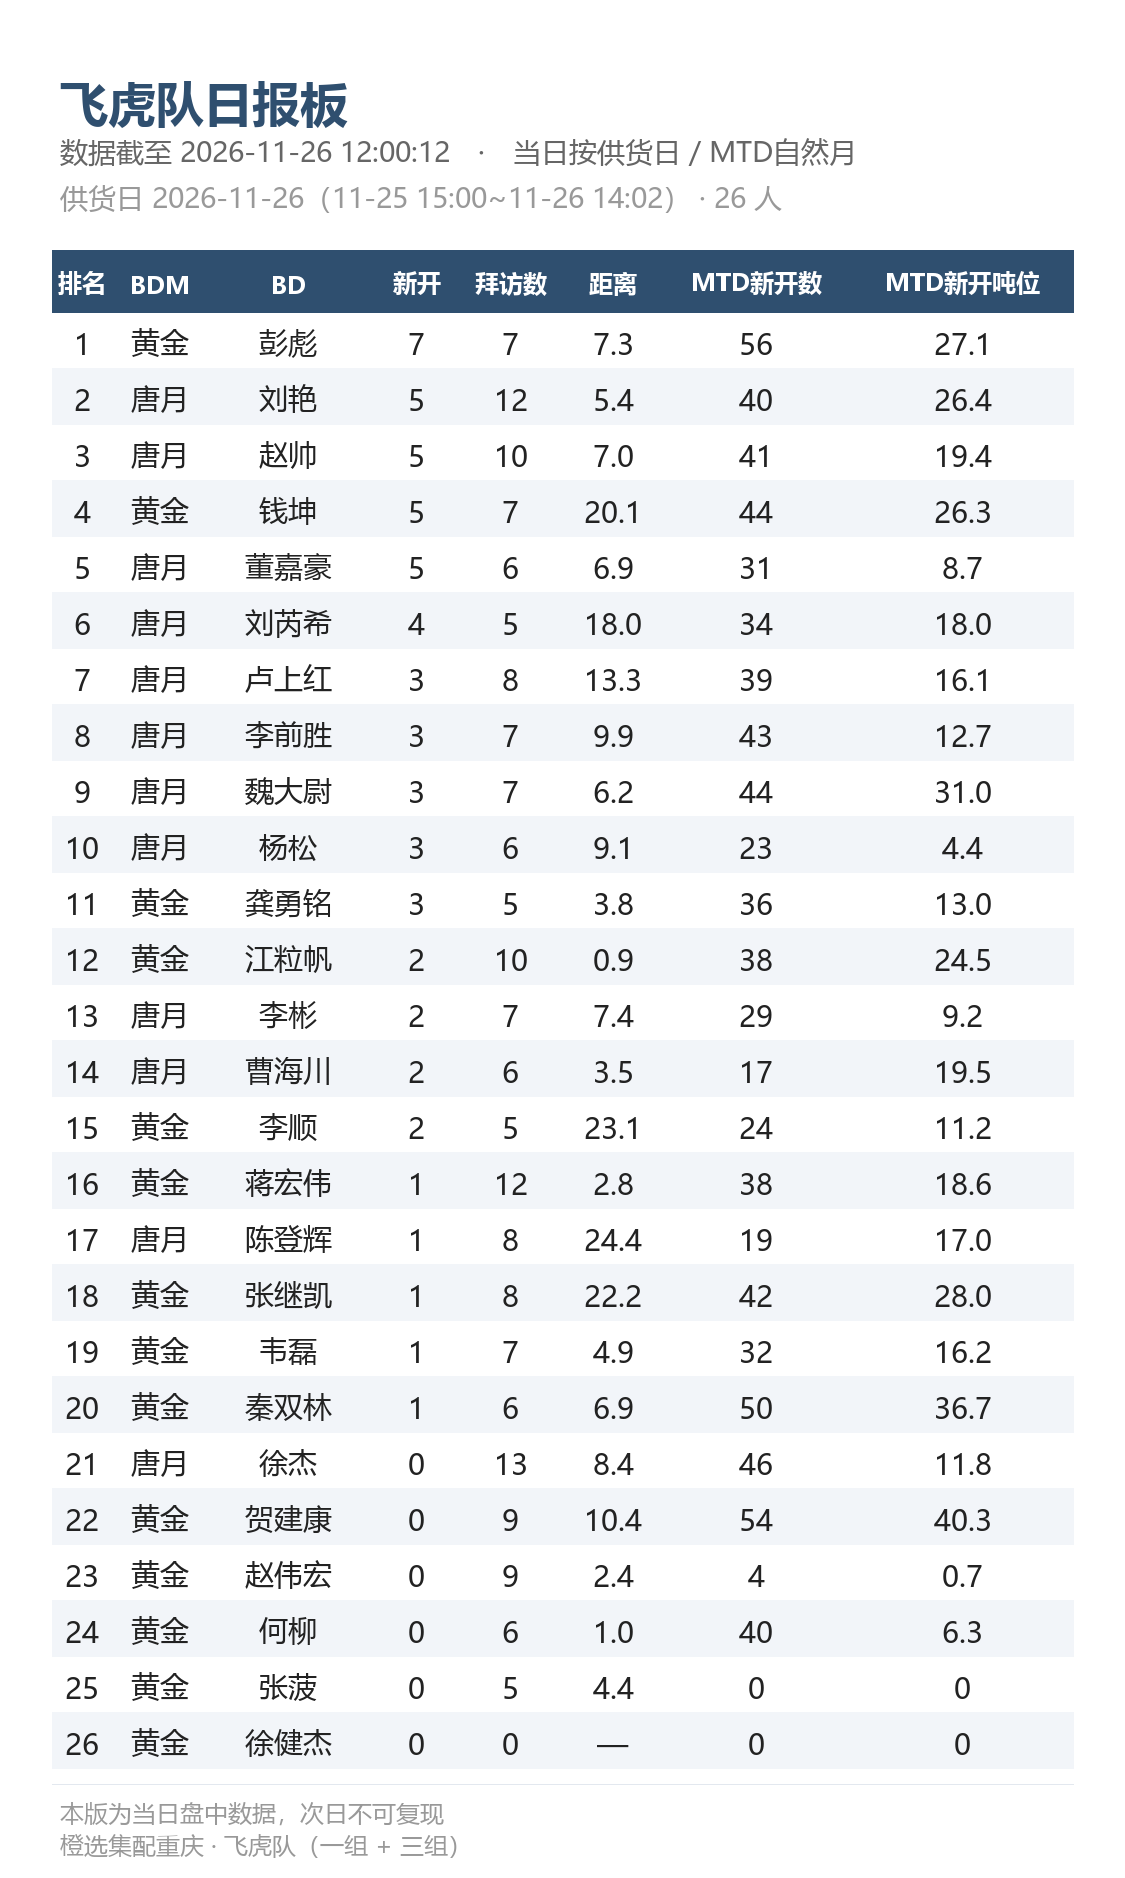 飞虎队日报板
数据截至 2026-11-26 12:00:12 · 当日按供货日 / MTD自然月
供货日 2026-11-26（11-25 15:00~11-26 14:02） · 26 人
排名 BDM BD 新开 拜访数 距离 MTD新开数 MTD新开吨位
1 黄金 彭彪 7 7 7.3 56 27.1
2 唐月 刘艳 5 12 5.4 40 26.4
3 唐月 赵帅 5 10 7.0 41 19.4
4 黄金 钱坤 5 7 20.1 44 26.3
5 唐月 董嘉豪 5 6 6.9 31 8.7
6 唐月 刘芮希 4 5 18.0 34 18.0
7 唐月 卢上红 3 8 13.3 39 16.1
8 唐月 李前胜 3 7 9.9 43 12.7
9 唐月 魏大尉 3 7 6.2 44 31.0
10 唐月 杨松 3 6 9.1 23 4.4
11 黄金 龚勇铭 3 5 3.8 36 13.0
12 黄金 江粒帆 2 10 0.9 38 24.5
13 唐月 李彬 2 7 7.4 29 9.2
14 唐月 曹海川 2 6 3.5 17 19.5
15 黄金 李顺 2 5 23.1 24 11.2
16 黄金 蒋宏伟 1 12 2.8 38 18.6
17 唐月 陈登辉 1 8 24.4 19 17.0
18 黄金 张继凯 1 8 22.2 42 28.0
19 黄金 韦磊 1 7 4.9 32 16.2
20 黄金 秦双林 1 6 6.9 50 36.7
21 唐月 徐杰 0 13 8.4 46 11.8
22 黄金 贺建康 0 9 10.4 54 40.3
23 黄金 赵伟宏 0 9 2.4 4 0.7
24 黄金 何柳 0 6 1.0 40 6.3
25 黄金 张菠 0 5 4.4 0 0
26 黄金 徐健杰 0 0 — 0 0
本版为当日盘中数据，次日不可复现
橙选集配重庆 · 飞虎队（一组 + 三组）